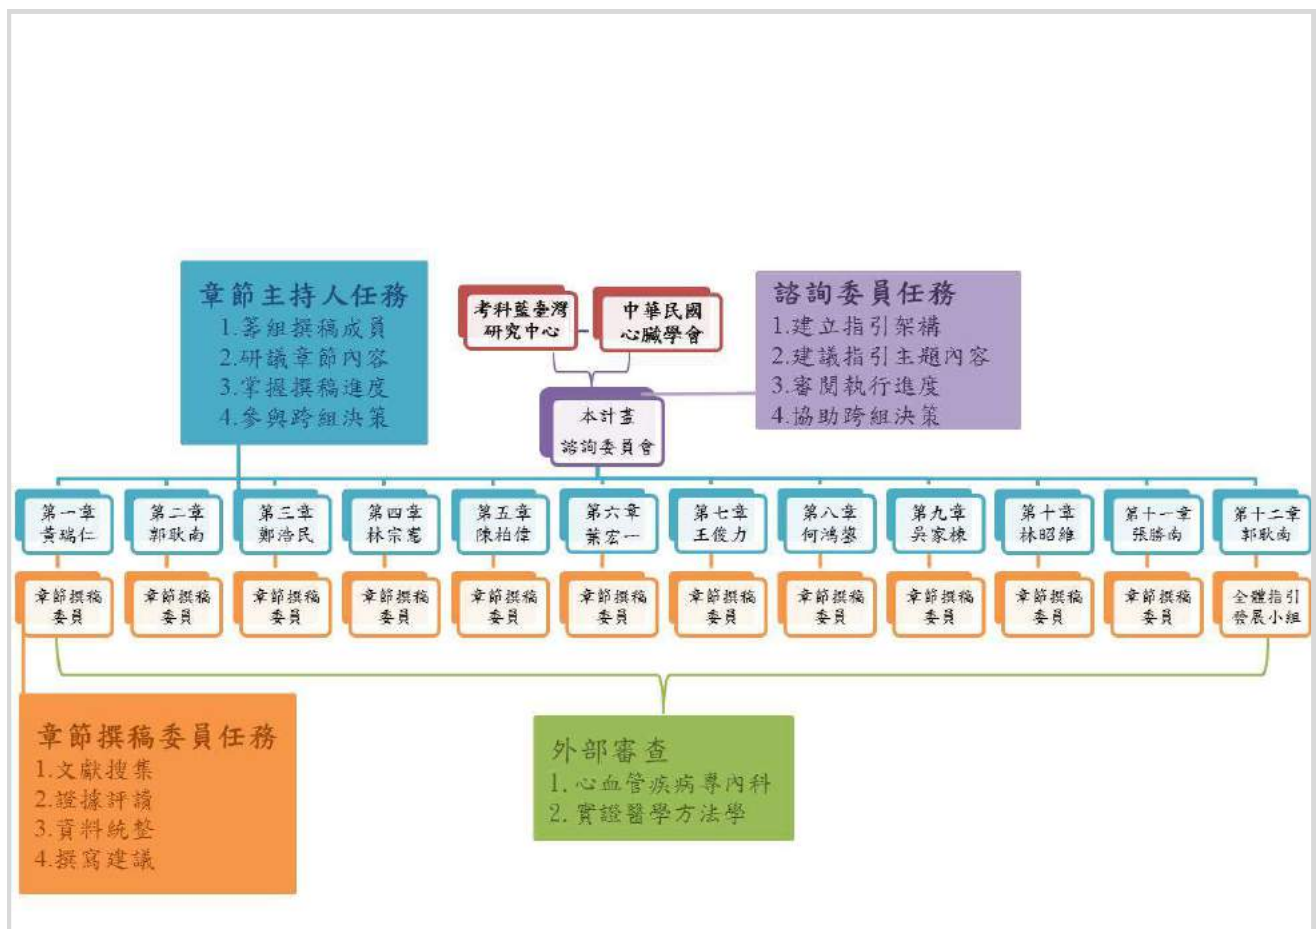 章節主持人任務
1.籌組撰稿成員
2.研議章節內容
3.掌握撰稿進度
4.參與跨組決策
考科藍臺灣
研究中心
中華民國
心臟學會
諮詢委員任務
1.建立指引架構
2.建議指引主題內容
3.審閱執行進度
4.協助跨組決策
本計畫
諮詢委員會
第一章
黃瑞仁
第二章
郭耿南
第三章
鄭浩民
第四章
林宗憲
第五章
陳柏偉
第六章
葉宏一
第七章
王俊力
第八章
何鴻鋆
第九章
吳家棟
第十章
林昭維
第十一章
張勝南
第十二章
郭耿南
章節撰稿
委員
章節撰稿
委員
章節撰稿
委員
章節撰稿
委員
章節撰稿
委員
章節撰稿
委員
章節撰稿
委員
章節撰稿
委員
章節撰稿
委員
章節撰稿
委員
章節撰稿
委員
全體指引
發展小組
章節撰稿委員任務
1.文獻搜集
2.證據評讀
3.資料統整
4.撰寫建議
外部審查
1. 心血管疾病專內科
2. 實證醫學方法學